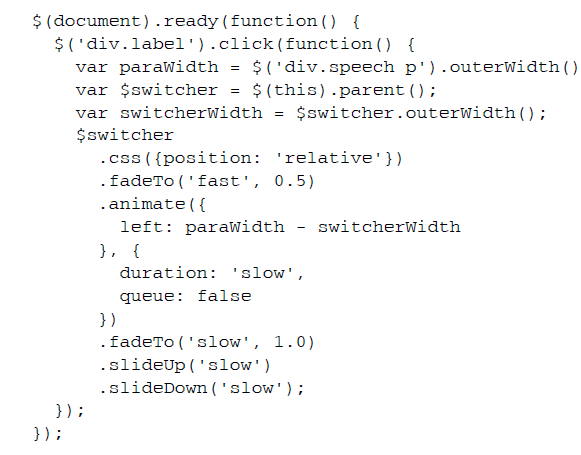 $(document).ready(function() {
$('div.label').click(function() {
var paraWidth = $('div.speech p').outerWidth()
var $switcher = $(this).parent();
var switcherWidth = $switcher.outerWidth();
$switcher
.css({position: 'relative'})
.fadeTo('fast', 0.5)
.animate({
left: paraWidth - switcherWidth
}, {
duration: 'slow',
queue: false
})
.fadeTo('slow', 1.0)
.slideUp('slow')
.slideDown('slow');
});
});